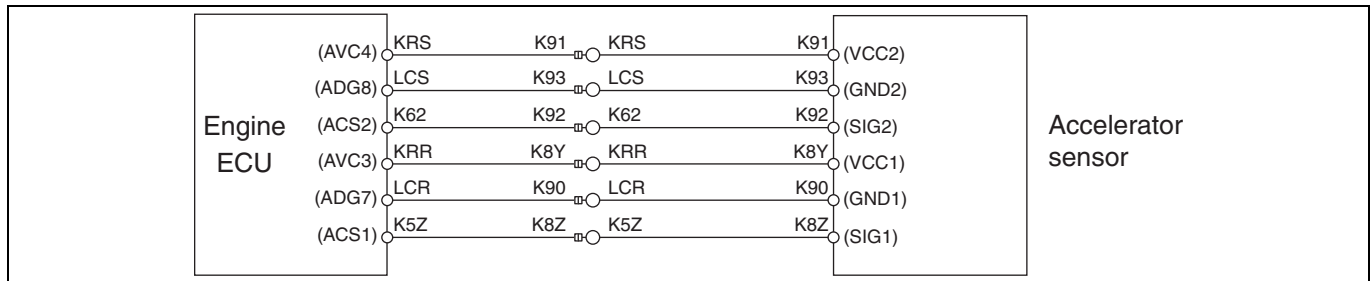 (AVC4) KRS K91 KRS K91 (VCC2)
(ADG8) LCS K93 LCS K93 (GND2)
Engine ECU
(ACS2) K62 K92 K62 K92 (SIG2)
Accelerator sensor
(AVC3) KRR K8Y KRR K8Y (VCC1)
(ADG7) LCR K90 LCR K90 (GND1)
(ACS1) K5Z K8Z K5Z K8Z (SIG1)